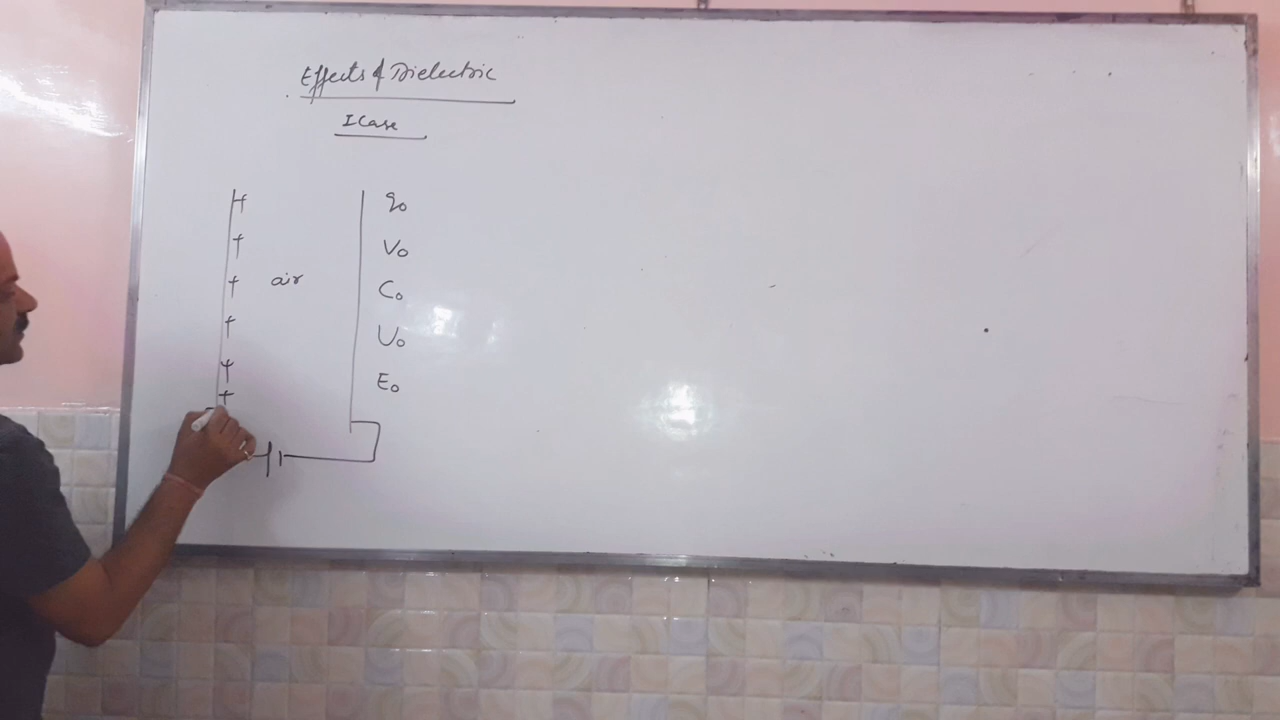 Effects of Dielectric
I Case
q₀
V₀
air
C₀
U₀
E₀